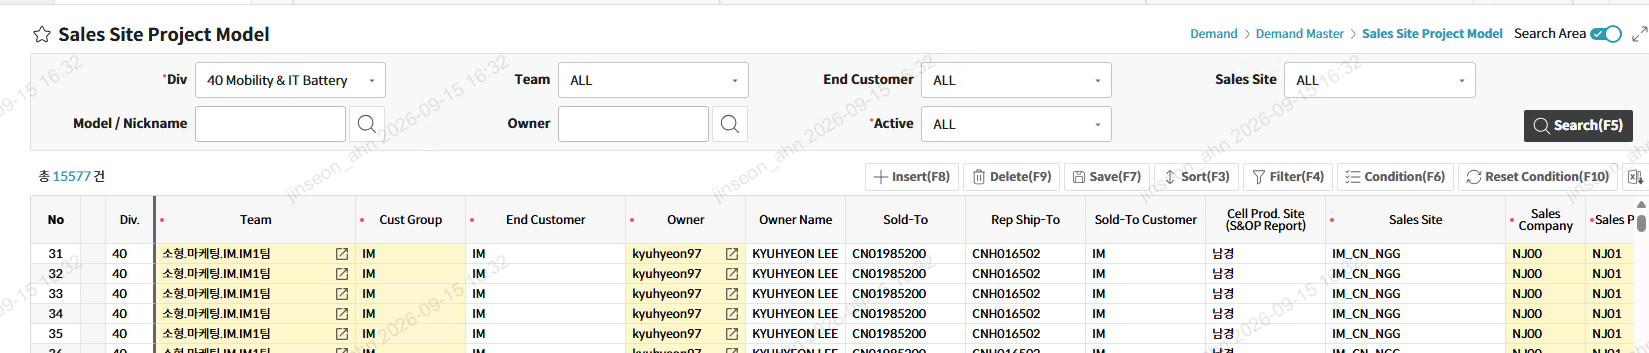 Sales Site Project Model
Demand > Demand Master > Sales Site Project Model Search Area
*Div 40 Mobility & IT Battery Team ALL End Customer ALL Sales Site ALL
Model / Nickname Owner *Active ALL Search(F5)
총 15577 건 Insert(F8) Delete(F9) Save(F7) Sort(F3) Filter(F4) Condition(F6) Reset Condition(F10)
No Div. Team Cust Group End Customer Owner Owner Name Sold-To Rep Ship-To Sold-To Customer Cell Prod. Site (S&OP Report) Sales Site Sales Company Sales P
31 40 소형.마케팅.IM.IM1팀 IM IM kyuhyeon97 KYUHYEON LEE CN01985200 CNH016502 IM 남경 IM_CN_NGG NJ00 NJ01
32 40 소형.마케팅.IM.IM1팀 IM IM kyuhyeon97 KYUHYEON LEE CN01985200 CNH016502 IM 남경 IM_CN_NGG NJ00 NJ01
33 40 소형.마케팅.IM.IM1팀 IM IM kyuhyeon97 KYUHYEON LEE CN01985200 CNH016502 IM 남경 IM_CN_NGG NJ00 NJ01
34 40 소형.마케팅.IM.IM1팀 IM IM kyuhyeon97 KYUHYEON LEE CN01985200 CNH016502 IM 남경 IM_CN_NGG NJ00 NJ01
35 40 소형.마케팅.IM.IM1팀 IM IM kyuhyeon97 KYUHYEON LEE CN01985200 CNH016502 IM 남경 IM_CN_NGG NJ00 NJ01
jinseon_ahn 2026-09-15 16:32